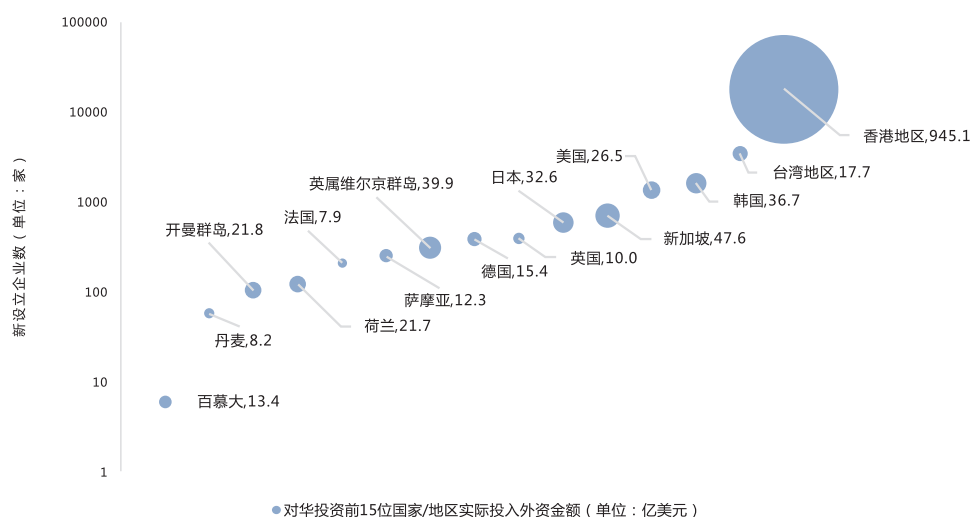 100000
10000
1000
100
10
1
新设立企业数（单位：家）
香港地区,945.1
美国,26.5
台湾地区,17.7
日本,32.6
英属维尔京群岛,39.9
韩国,36.7
法国,7.9
开曼群岛,21.8
新加坡,47.6
英国,10.0
德国,15.4
萨摩亚,12.3
荷兰,21.7
丹麦,8.2
百慕大,13.4
对华投资前15位国家/地区实际投入外资金额（单位：亿美元）